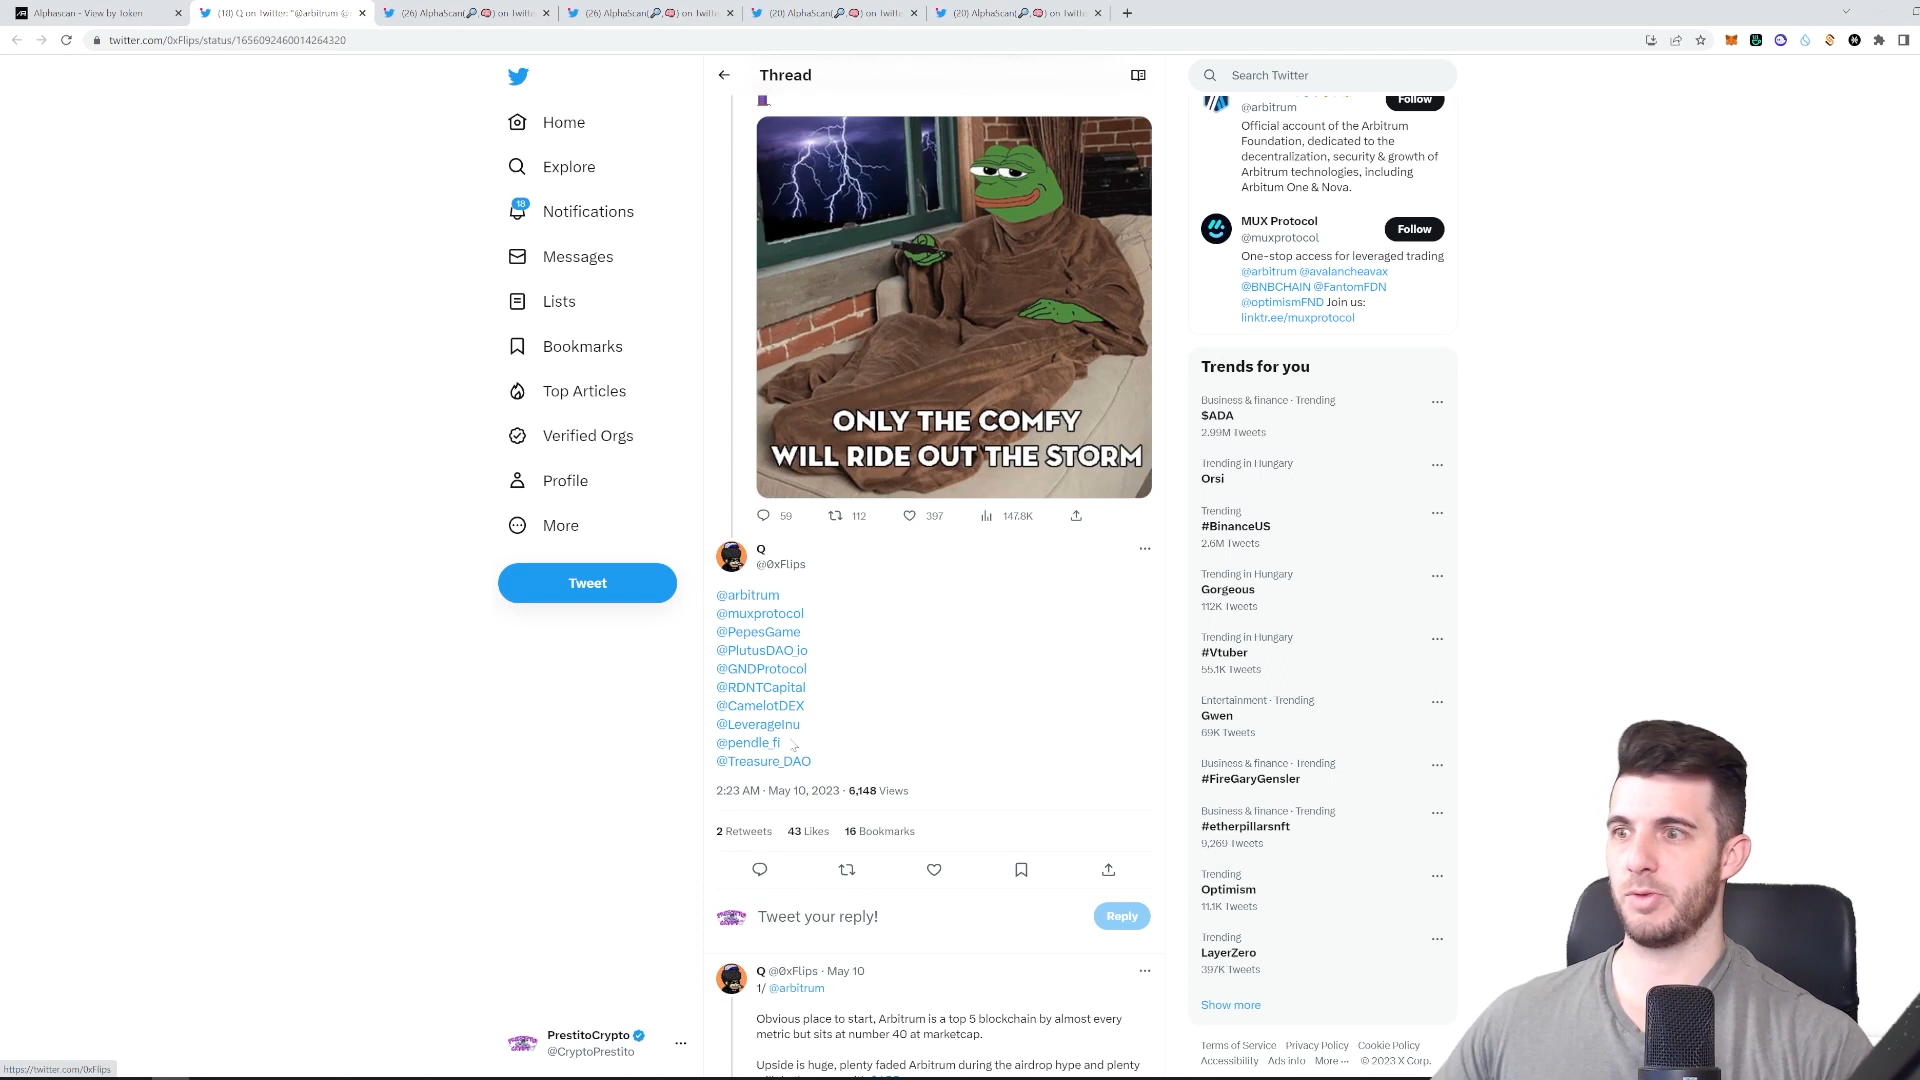 Alphascan - View by Token
(18) Q on Twitter: "@arbitrum @
(26) AlphaScan(🔎,🧠) on Twitte
(26) AlphaScan(🔎,🧠) on Twitte
(20) AlphaScan(🔎,🧠) on Twitte
(20) AlphaScan(🔎,🧠) on Twitte
twitter.com/0xFlips/status/1656092460014264320
Home
Explore
18
Notifications
Messages
Lists
Bookmarks
Top Articles
Verified Orgs
Profile
More
Tweet
PrestitoCrypto
@CryptoPrestito
https://twitter.com/0xFlips
Thread
ONLY THE COMFY
WILL RIDE OUT THE STORM
59 112 397 147.8K
Q
@0xFlips
@arbitrum
@muxprotocol
@PepesGame
@PlutusDAO_io
@GNDProtocol
@RDNTCapital
@CamelotDEX
@LeverageInu
@pendle_fi
@Treasure_DAO
2:23 AM · May 10, 2023 · 6,148 Views
2 Retweets 43 Likes 16 Bookmarks
Tweet your reply!
Reply
Q @0xFlips · May 10
1/ @arbitrum
Obvious place to start, Arbitrum is a top 5 blockchain by almost every
metric but sits at number 40 at marketcap.
Upside is huge, plenty faded Arbitrum during the airdrop hype and plenty
Search Twitter
@arbitrum
Follow
Official account of the Arbitrum
Foundation, dedicated to the
decentralization, security & growth of
Arbitrum technologies, including
Arbitum One & Nova.
MUX Protocol
@muxprotocol
Follow
One-stop access for leveraged trading
@arbitrum @avalancheavax
@BNBCHAIN @FantomFDN
@optimismFND Join us:
linktr.ee/muxprotocol
Trends for you
Business & finance · Trending
$ADA
2.99M Tweets
Trending in Hungary
Orsi
Trending
#BinanceUS
2.6M Tweets
Trending in Hungary
Gorgeous
112K Tweets
Trending in Hungary
#Vtuber
55.1K Tweets
Entertainment · Trending
Gwen
69K Tweets
Business & finance · Trending
#FireGaryGensler
Business & finance · Trending
#etherpillarsnft
9,269 Tweets
Trending
Optimism
11.1K Tweets
Trending
LayerZero
397K Tweets
Show more
Terms of Service Privacy Policy Cookie Policy
Accessibility Ads info More ··· © 2023 X Corp.